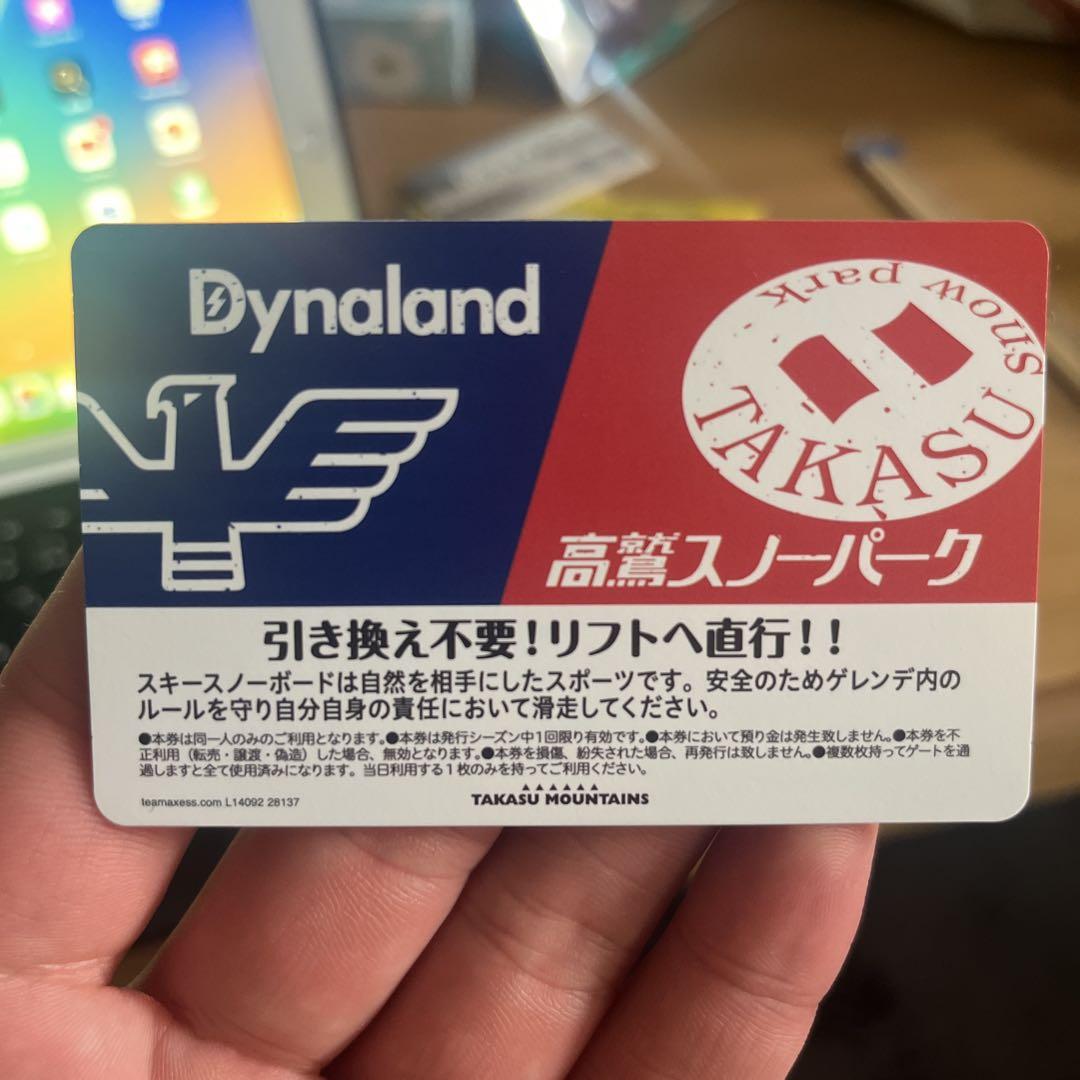 Dynaland
snow park
TAKASU
高鷲スノーパーク
引き換え不要！リフトへ直行！！
スキースノーボードは自然を相手にしたスポーツです。安全のためゲレンデ内の
ルールを守り自分自身の責任において滑走してください。
●本券は同一人のみのご利用となります。●本券は発行シーズン中1回限り有効です。●本券において預り金は発生致しません。●本券を不
正利用（転売・譲渡・偽造）した場合、無効となります。●本券を損傷、紛失された場合、再発行は致しません。●複数枚持ってゲートを通
過しますと全て使用済みになります。当日利用する1枚のみを持ってご利用ください。
teamaxess.com L14092 28137
TAKASU MOUNTAINS